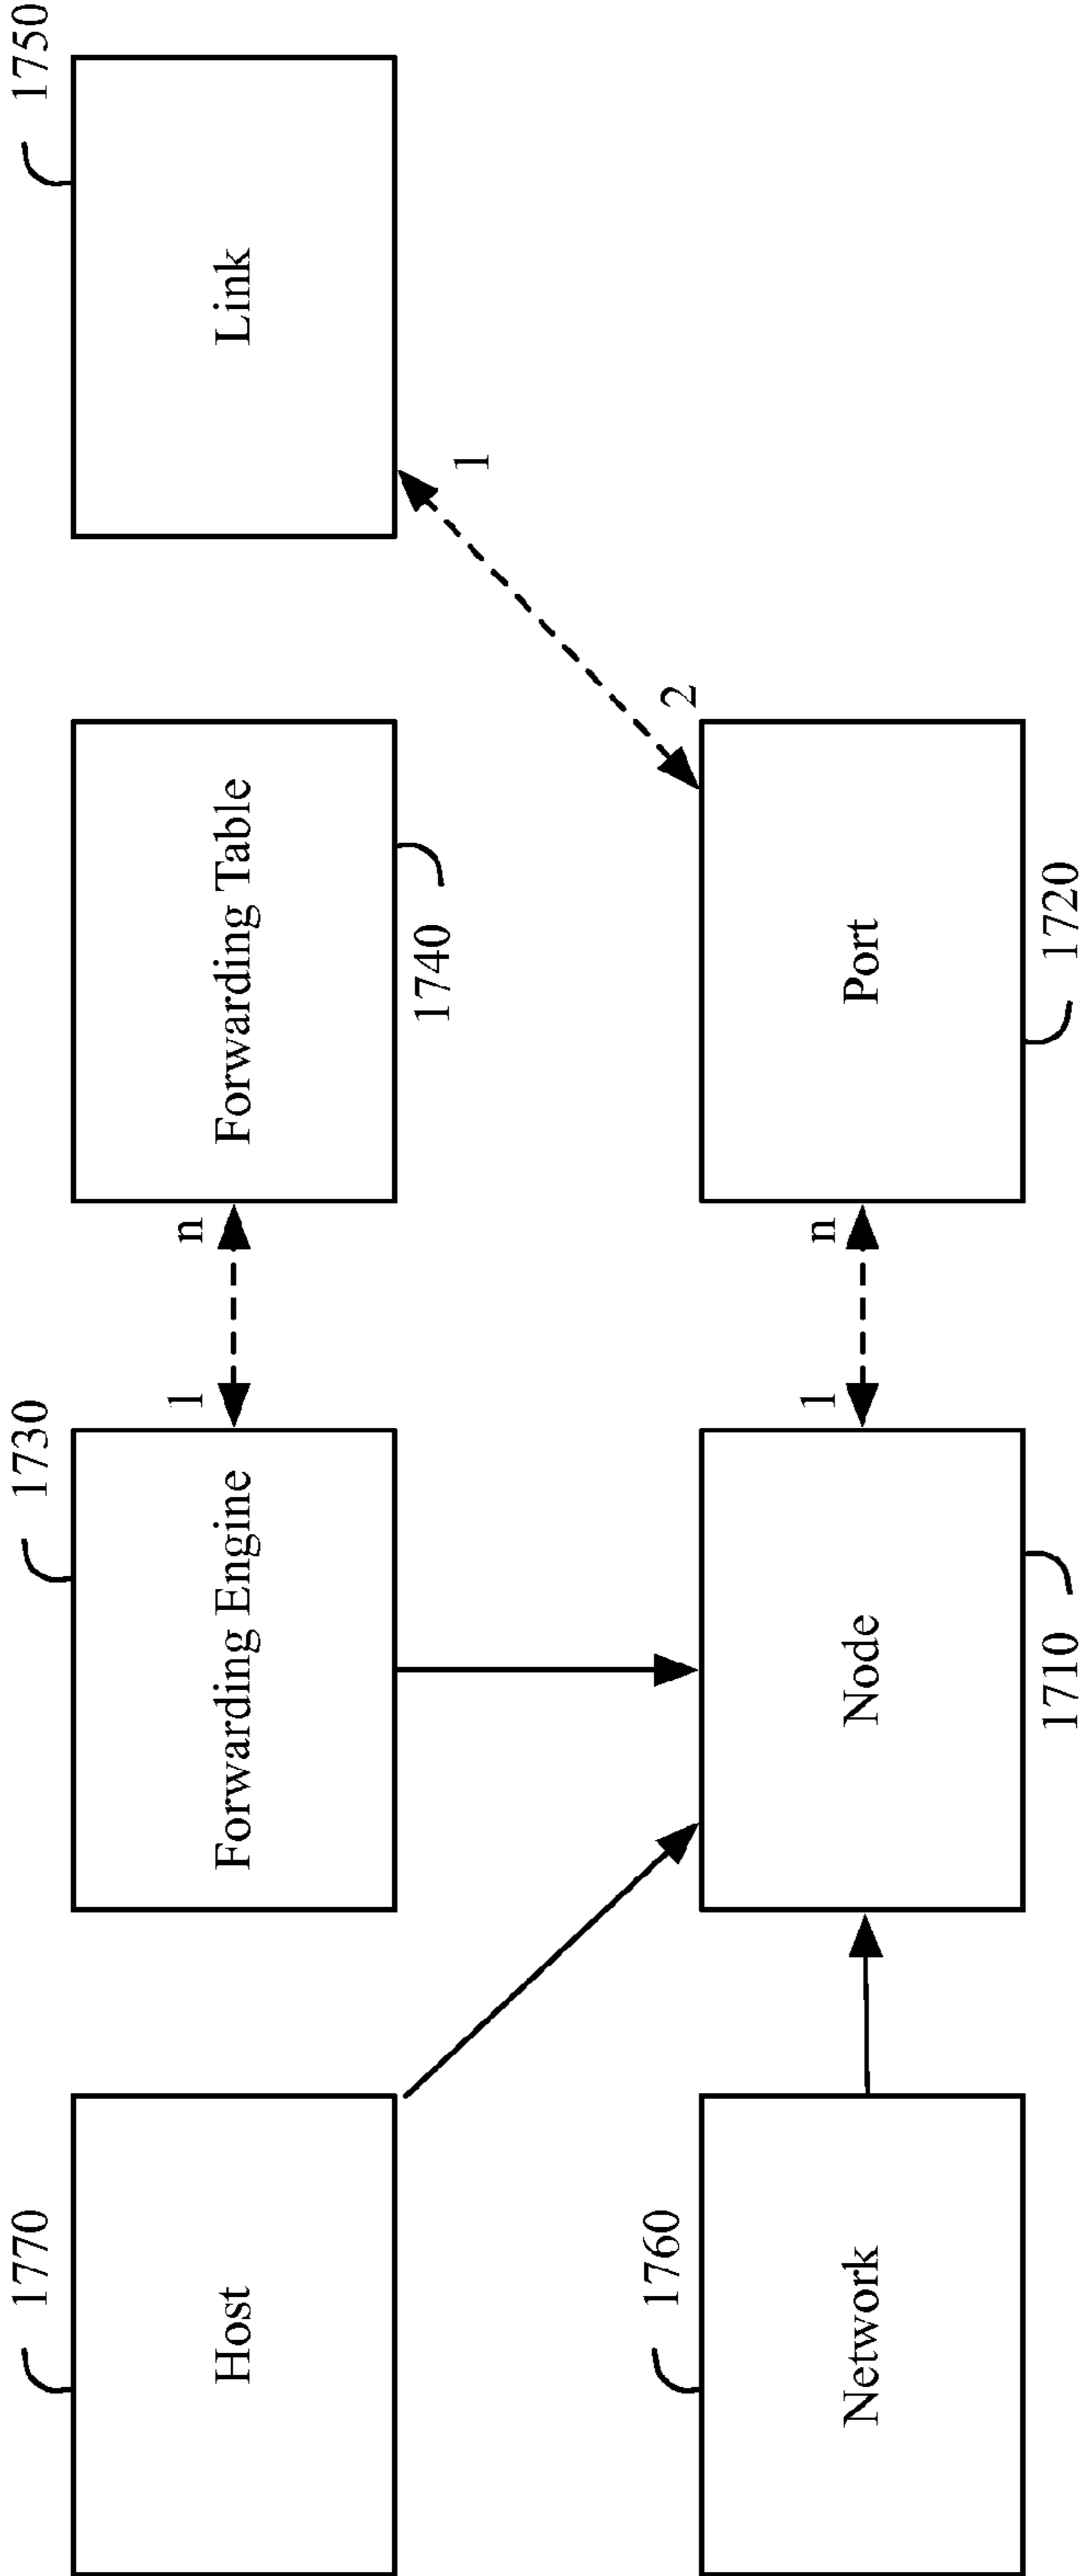 1770
Host
1730
Forwarding Engine
1
n
Forwarding Table
1740
1750
Link
1
2
1760
Network
Node
1710
1
n
Port
1720